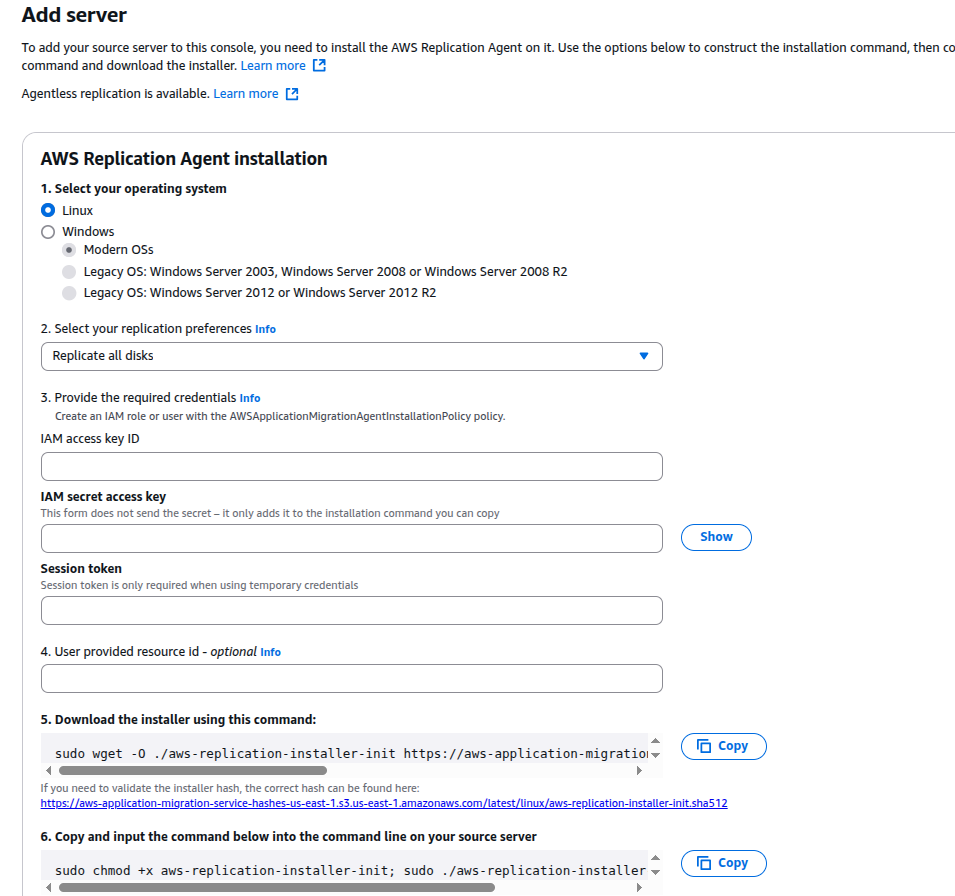 Add server
To add your source server to this console, you need to install the AWS Replication Agent on it. Use the options below to construct the installation command, then
command and download the installer. Learn more
Agentless replication is available. Learn more
AWS Replication Agent installation
1. Select your operating system
Linux
Windows
Modern OSs
Legacy OS: Windows Server 2003, Windows Server 2008 or Windows Server 2008 R2
Legacy OS: Windows Server 2012 or Windows Server 2012 R2
2. Select your replication preferences Info
Replicate all disks
3. Provide the required credentials Info
Create an IAM role or user with the AWSApplicationMigrationAgentInstallationPolicy policy.
IAM access key ID
IAM secret access key
This form does not send the secret – it only adds it to the installation command you can copy
Show
Session token
Session token is only required when using temporary credentials
4. User provided resource id - optional Info
5. Download the installer using this command:
sudo wget -O ./aws-replication-installer-init https://aws-application-migration
Copy
If you need to validate the installer hash, the correct hash can be found here:
https://aws-application-migration-service-hashes-us-east-1.s3.us-east-1.amazonaws.com/latest/linux/aws-replication-installer-init.sha512
6. Copy and input the command below into the command line on your source server
sudo chmod +x aws-replication-installer-init; sudo ./aws-replication-installer
Copy